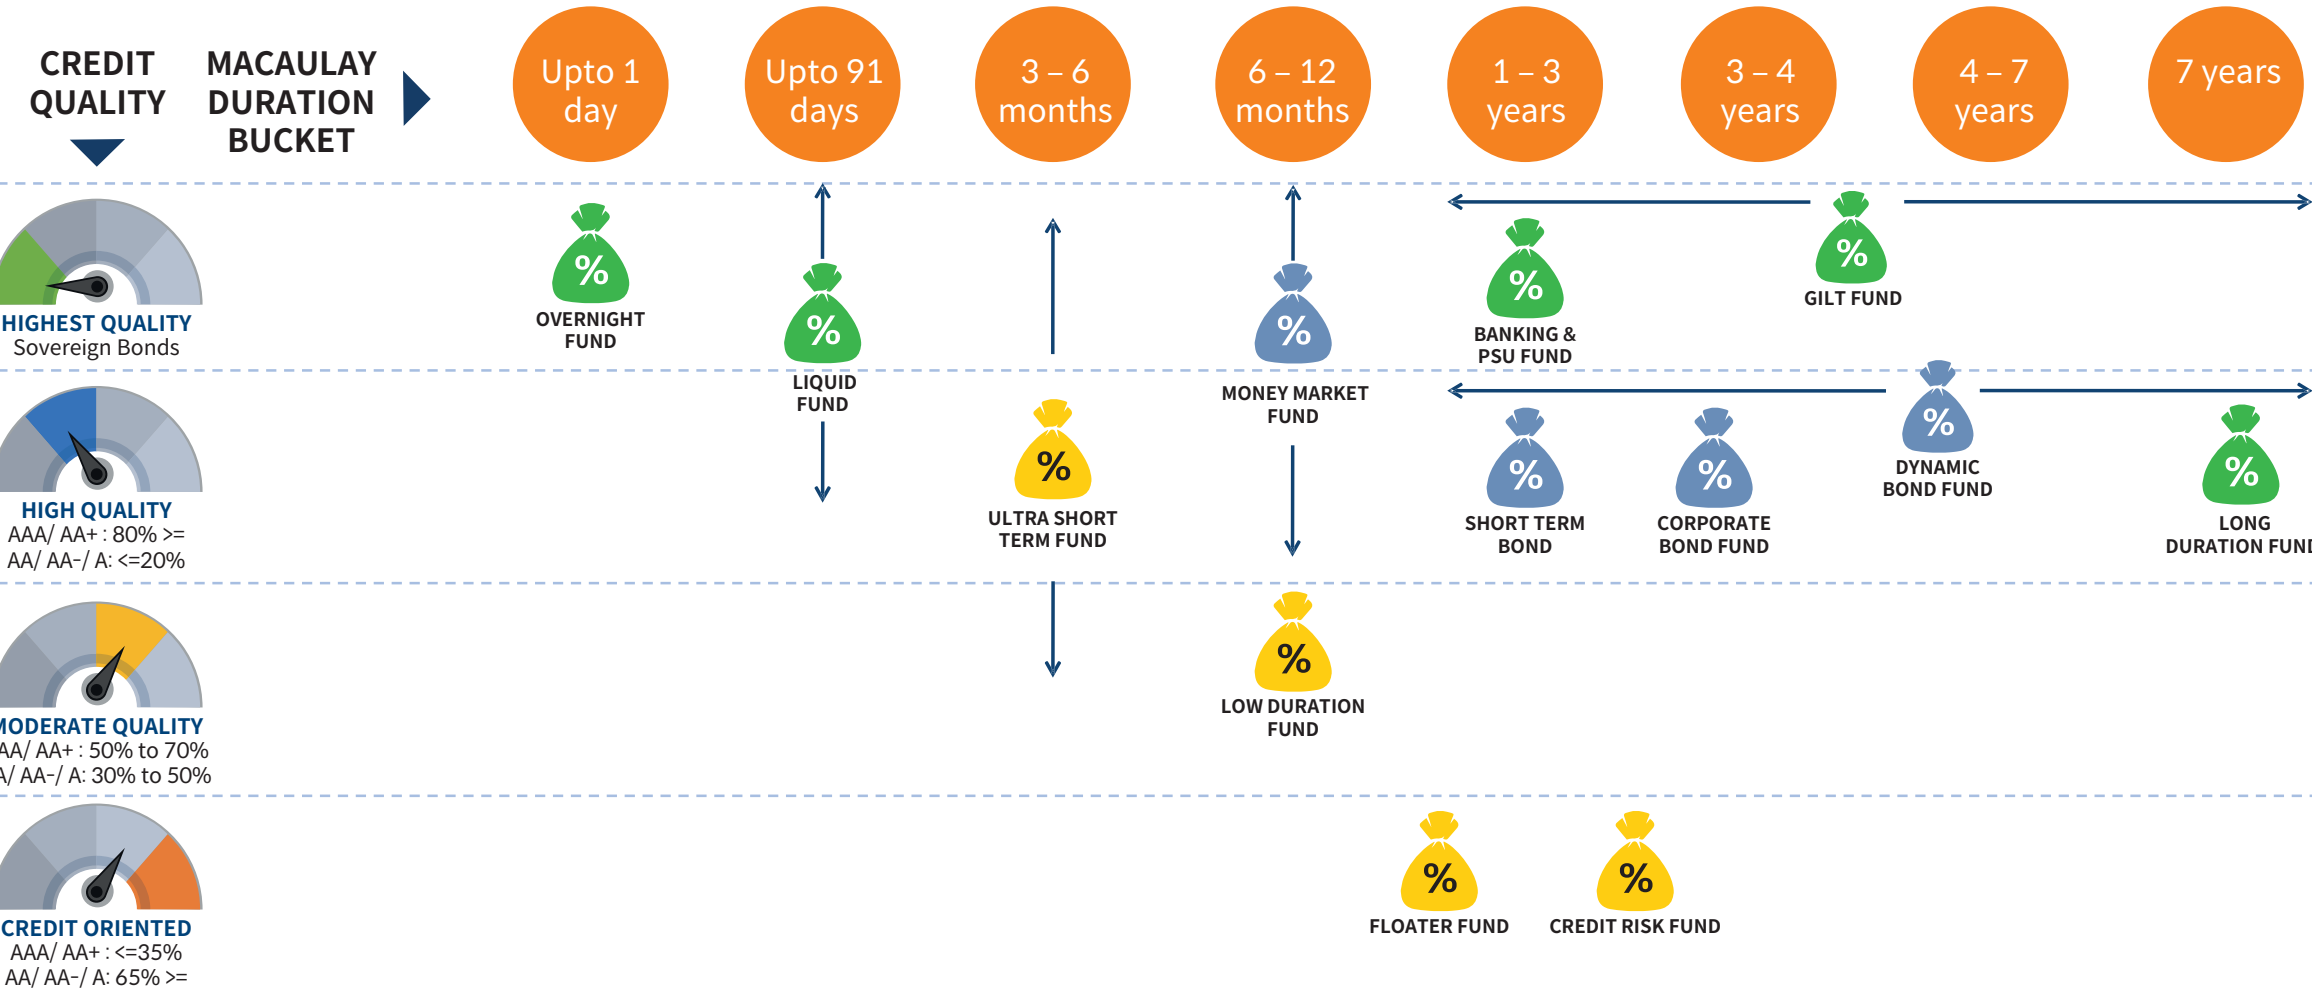 CREDIT
QUALITY
MACAULAY
DURATION
BUCKET
Upto 1
day
Upto 91
days
3 – 6
months
6 – 12
months
1 – 3
years
3 – 4
years
4 – 7
years
7 years
HIGHEST QUALITY
Sovereign Bonds
%
OVERNIGHT
FUND
%
LIQUID
FUND
%
MONEY MARKET
FUND
%
BANKING &
PSU FUND
%
GILT FUND
HIGH QUALITY
AAA/ AA+ : 80% >=
AA/ AA-/ A: <=20%
%
ULTRA SHORT
TERM FUND
%
SHORT TERM
BOND
%
CORPORATE
BOND FUND
%
DYNAMIC
BOND FUND
%
LONG
DURATION FUND
MODERATE QUALITY
AA/ AA+ : 50% to 70%
A/ AA-/ A: 30% to 50%
%
LOW DURATION
FUND
CREDIT ORIENTED
AAA/ AA+ : <=35%
AA/ AA-/ A: 65% >=
%
FLOATER FUND
%
CREDIT RISK FUND